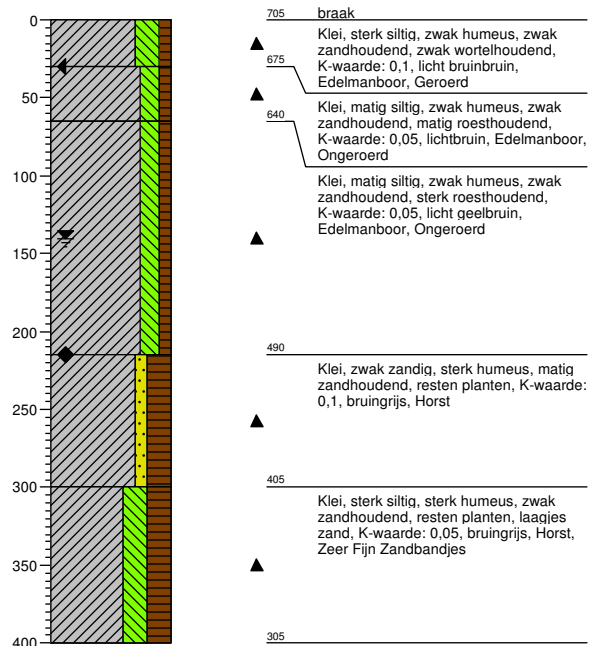 0
50
100
150
200
250
300
350
400
705
braak
Klei, sterk siltig, zwak humeus, zwak
zandhoudend, zwak wortelhoudend,
K-waarde: 0,1, licht bruinbruin,
Edelmanboor, Geroerd
675
Klei, matig siltig, zwak humeus, zwak
zandhoudend, matig roesthoudend,
K-waarde: 0,05, lichtbruin, Edelmanboor,
Ongeroerd
640
Klei, matig siltig, zwak humeus, zwak
zandhoudend, sterk roesthoudend,
K-waarde: 0,05, licht geelbruin,
Edelmanboor, Ongeroerd
490
Klei, zwak zandig, sterk humeus, matig
zandhoudend, resten planten, K-waarde:
0,1, bruingrijs, Horst
405
Klei, sterk siltig, sterk humeus, zwak
zandhoudend, resten planten, laagjes
zand, K-waarde: 0,05, bruingrijs, Horst,
Zeer Fijn Zandbandjes
305